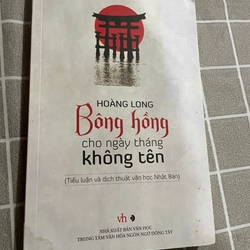 HOÀNG LONG
Bông hồng
cho ngày tháng
không tên
(Tiểu luận và dịch thuật văn học Nhật Bản)
vh
NHÀ XUẤT BẢN VĂN HỌC
TRUNG TÂM VĂN HÓA NGÔN NGỮ ĐÔNG TÂY